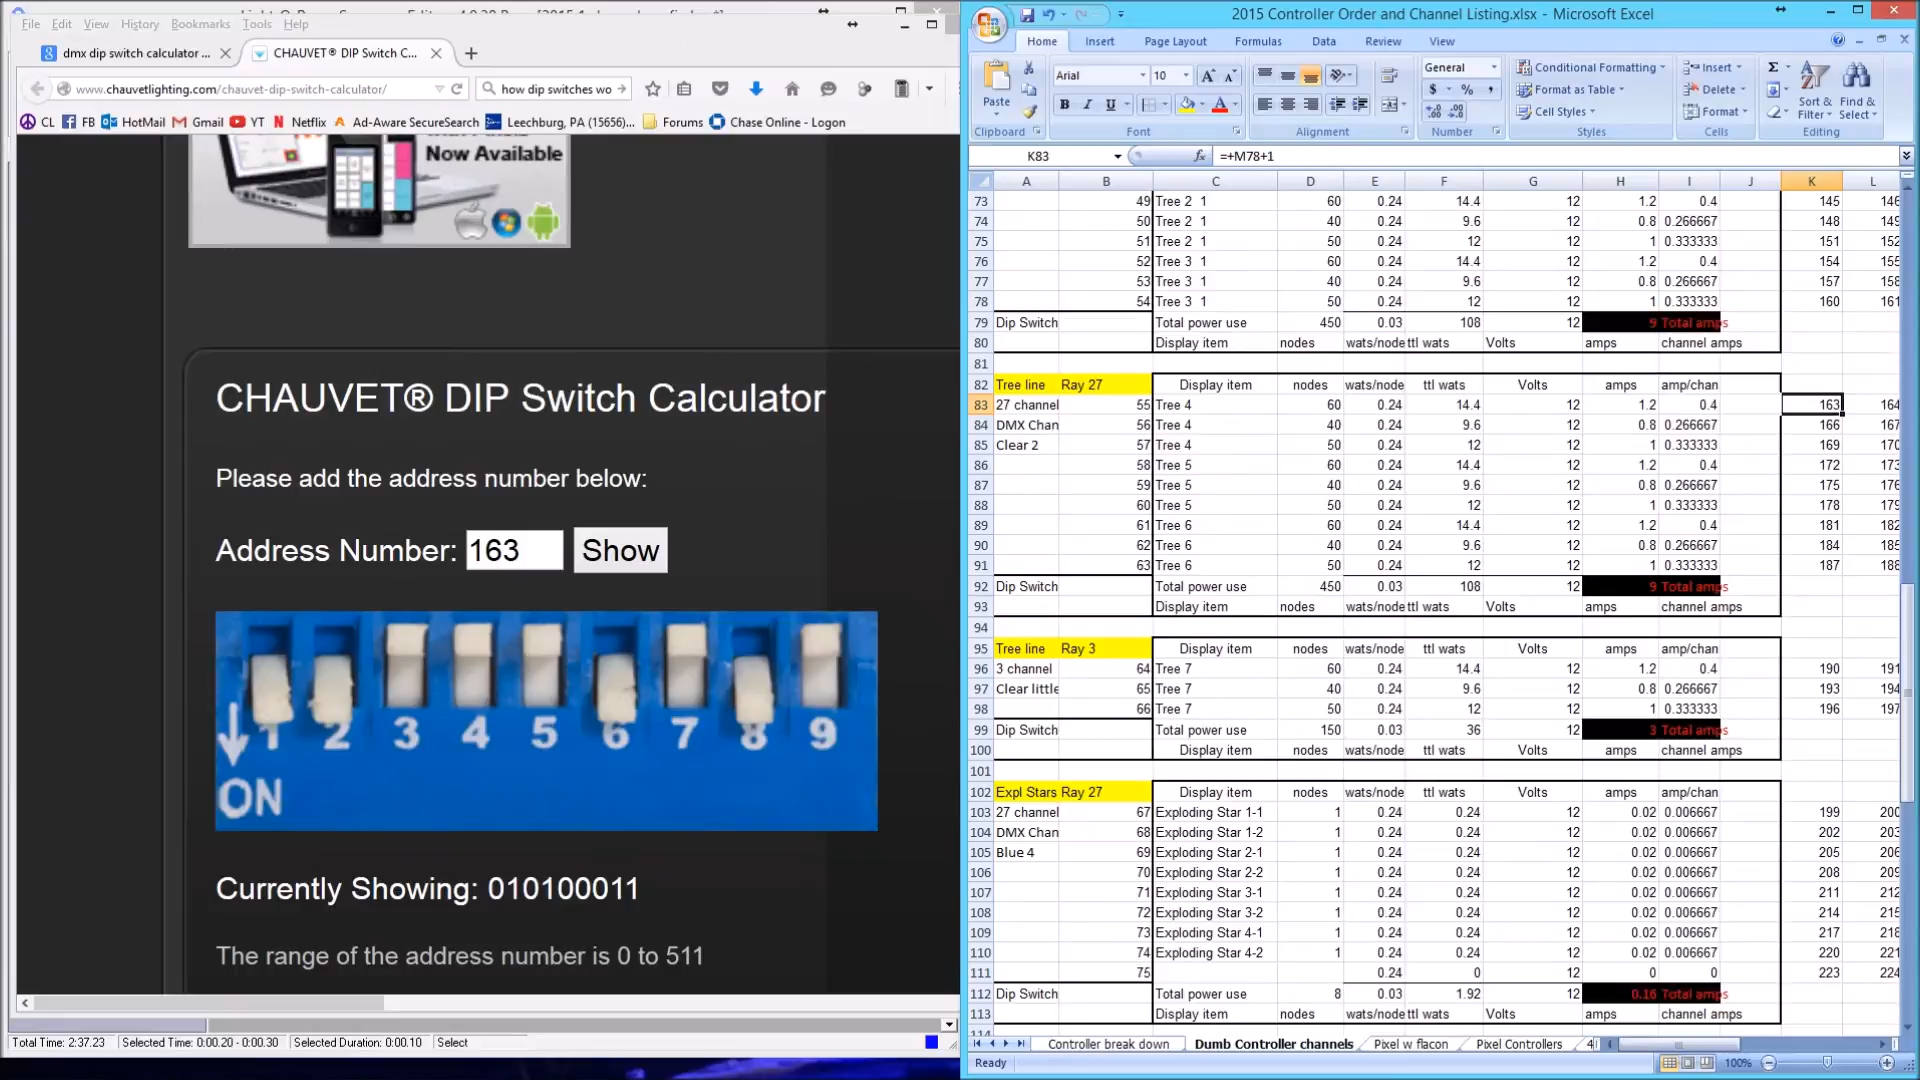 File Edit View History Bookmarks Tools Help
dmx dip switch calculator ... CHAUVET® DIP Switch C...
www.chauvetlighting.com/chauvet-dip-switch-calculator/ how dip switches wo
CL FB HotMail Gmail YT Netflix Ad-Aware SecureSearch Leechburg, PA (15656)... Forums Chase Online - Logon
Now Available
CHAUVET® DIP Switch Calculator
Please add the address number below:
Address Number: 163 Show
1 2 3 4 5 6 7 8 9
ON
Currently Showing: 010100011
The range of the address number is 0 to 511
Total Time: 2:37.23 Selected Time: 0:00.20 - 0:00.30 Selected Duration: 0:00.10 Select
2015 Controller Order and Channel Listing.xlsx - Microsoft Excel
Home Insert Page Layout Formulas Data Review View
Paste Arial 10 General Conditional Formatting Insert
B I U $ % , Format as Table Delete Sort & Find &
Cell Styles Format Filter Select
Clipboard Font Alignment Number Styles Cells Editing
K83 fx =+M78+1
A B C D E F G H I J K L
73 49 Tree 2 1 60 0.24 14.4 12 1.2 0.4 145 146
74 50 Tree 2 1 40 0.24 9.6 12 0.8 0.266667 148 149
75 51 Tree 2 1 50 0.24 12 12 1 0.333333 151 152
76 52 Tree 3 1 60 0.24 14.4 12 1.2 0.4 154 155
77 53 Tree 3 1 40 0.24 9.6 12 0.8 0.266667 157 158
78 54 Tree 3 1 50 0.24 12 12 1 0.333333 160 161
79 Dip Switch Total power use 450 0.03 108 12 9 Total amps
80 Display item nodes wats/node ttl wats Volts amps channel amps
81
82 Tree line Ray 27 Display item nodes wats/node ttl wats Volts amps amp/chan
83 27 channel 55 Tree 4 60 0.24 14.4 12 1.2 0.4 163 164
84 DMX Chan 56 Tree 4 40 0.24 9.6 12 0.8 0.266667 166 167
85 Clear 2 57 Tree 4 50 0.24 12 12 1 0.333333 169 170
86 58 Tree 5 60 0.24 14.4 12 1.2 0.4 172 173
87 59 Tree 5 40 0.24 9.6 12 0.8 0.266667 175 176
88 60 Tree 5 50 0.24 12 12 1 0.333333 178 179
89 61 Tree 6 60 0.24 14.4 12 1.2 0.4 181 182
90 62 Tree 6 40 0.24 9.6 12 0.8 0.266667 184 185
91 63 Tree 6 50 0.24 12 12 1 0.333333 187 188
92 Dip Switch Total power use 450 0.03 108 12 9 Total amps
93 Display item nodes wats/node ttl wats Volts amps channel amps
94
95 Tree line Ray 3 Display item nodes wats/node ttl wats Volts amps amp/chan
96 3 channel 64 Tree 7 60 0.24 14.4 12 1.2 0.4 190 191
97 Clear little 65 Tree 7 40 0.24 9.6 12 0.8 0.266667 193 194
98 66 Tree 7 50 0.24 12 12 1 0.333333 196 197
99 Dip Switch Total power use 150 0.03 36 12 3 Total amps
100 Display item nodes wats/node ttl wats Volts amps channel amps
101
102 Expl Stars Ray 27 Display item nodes wats/node ttl wats Volts amps amp/chan
103 27 channel 67 Exploding Star 1-1 1 0.24 0.24 12 0.02 0.006667 199 200
104 DMX Chan 68 Exploding Star 1-2 1 0.24 0.24 12 0.02 0.006667 202 203
105 Blue 4 69 Exploding Star 2-1 1 0.24 0.24 12 0.02 0.006667 205 206
106 70 Exploding Star 2-2 1 0.24 0.24 12 0.02 0.006667 208 209
107 71 Exploding Star 3-1 1 0.24 0.24 12 0.02 0.006667 211 212
108 72 Exploding Star 3-2 1 0.24 0.24 12 0.02 0.006667 214 215
109 73 Exploding Star 4-1 1 0.24 0.24 12 0.02 0.006667 217 218
110 74 Exploding Star 4-2 1 0.24 0.24 12 0.02 0.006667 220 221
111 75 0.24 0 12 0 0 223 224
112 Dip Switch Total power use 8 0.03 1.92 12 0.16 Total amps
113 Display item nodes wats/node ttl wats Volts amps channel amps
Controller break down Dumb Controller channels Pixel w flacon Pixel Controllers 4
Ready 100%